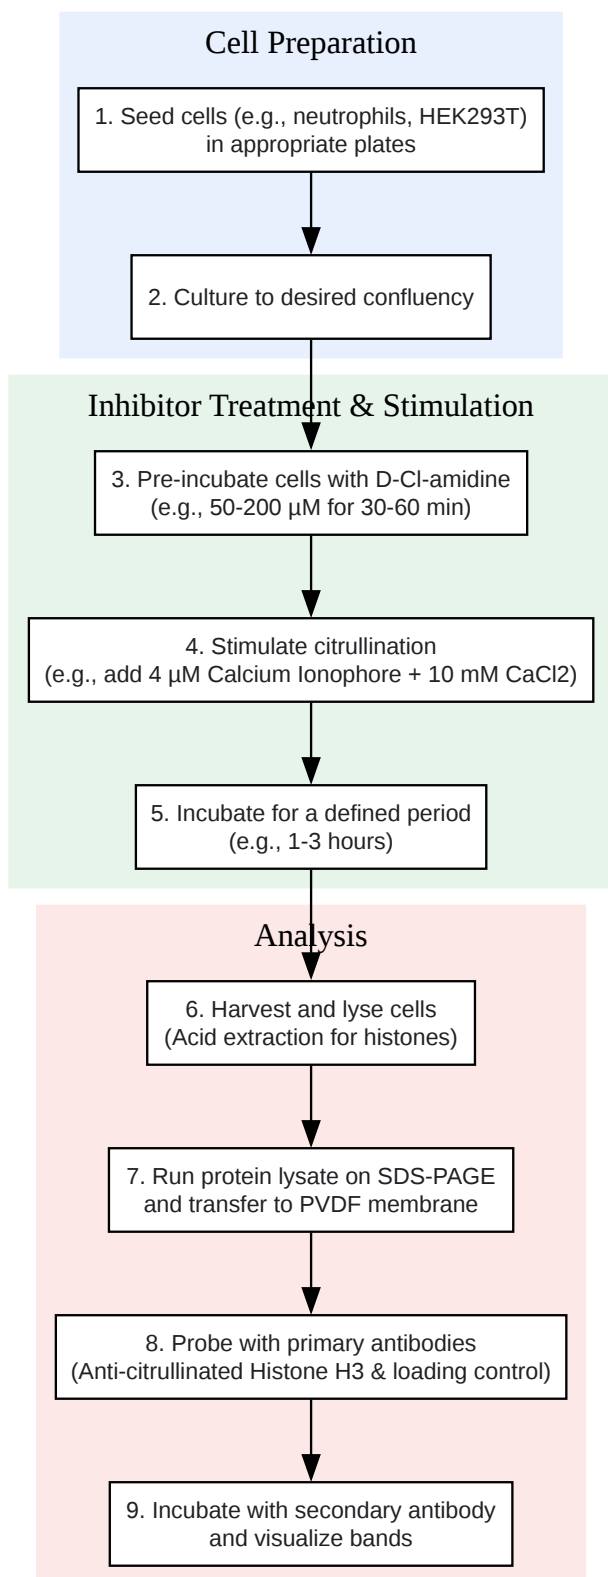 Cell Preparation
1. Seed cells (e.g., neutrophils, HEK293T)
in appropriate plates
2. Culture to desired confluency
Inhibitor Treatment & Stimulation
3. Pre-incubate cells with D-Cl-amidine
(e.g., 50-200 µM for 30-60 min)
4. Stimulate citrullination
(e.g., add 4 µM Calcium Ionophore + 10 mM CaCl2)
5. Incubate for a defined period
(e.g., 1-3 hours)
Analysis
6. Harvest and lyse cells
(Acid extraction for histones)
7. Run protein lysate on SDS-PAGE
and transfer to PVDF membrane
8. Probe with primary antibodies
(Anti-citrullinated Histone H3 & loading control)
9. Incubate with secondary antibody
and visualize bands